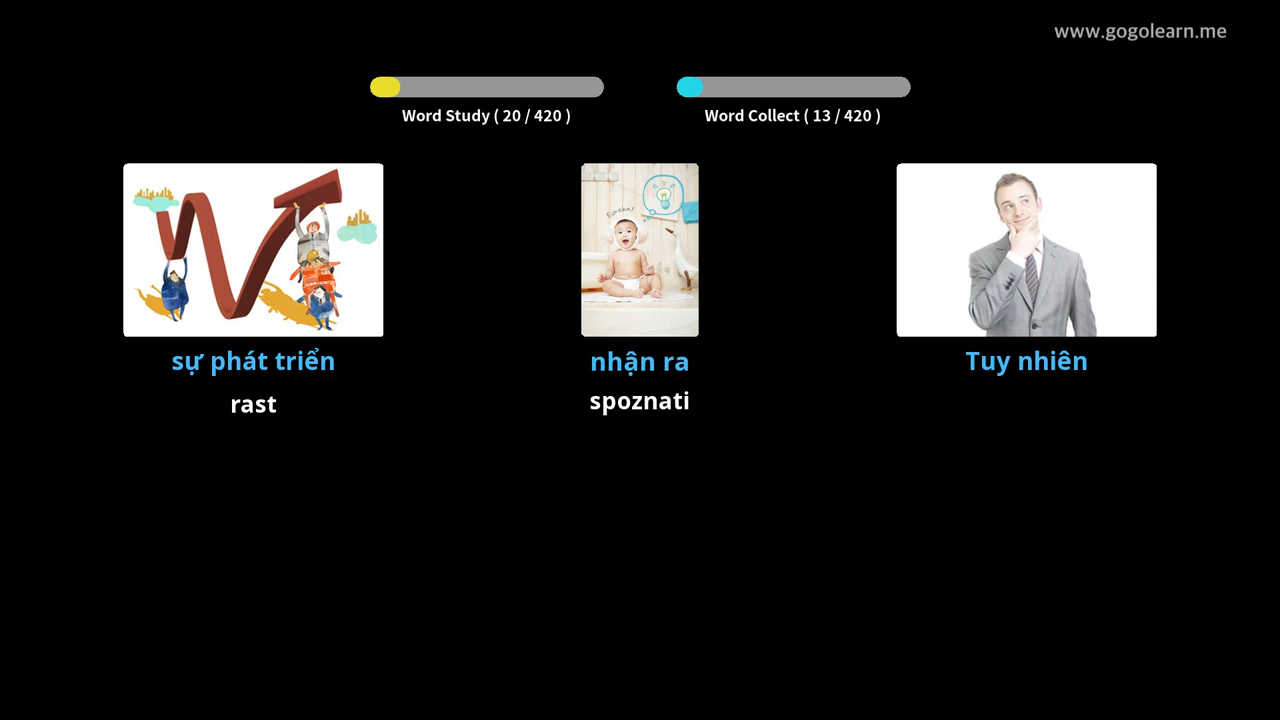 www.gogolearn.me
Word Study ( 20 / 420 )
Word Collect ( 13 / 420 )
Eureka!
sự phát triển
nhận ra
Tuy nhiên
rast
spoznati